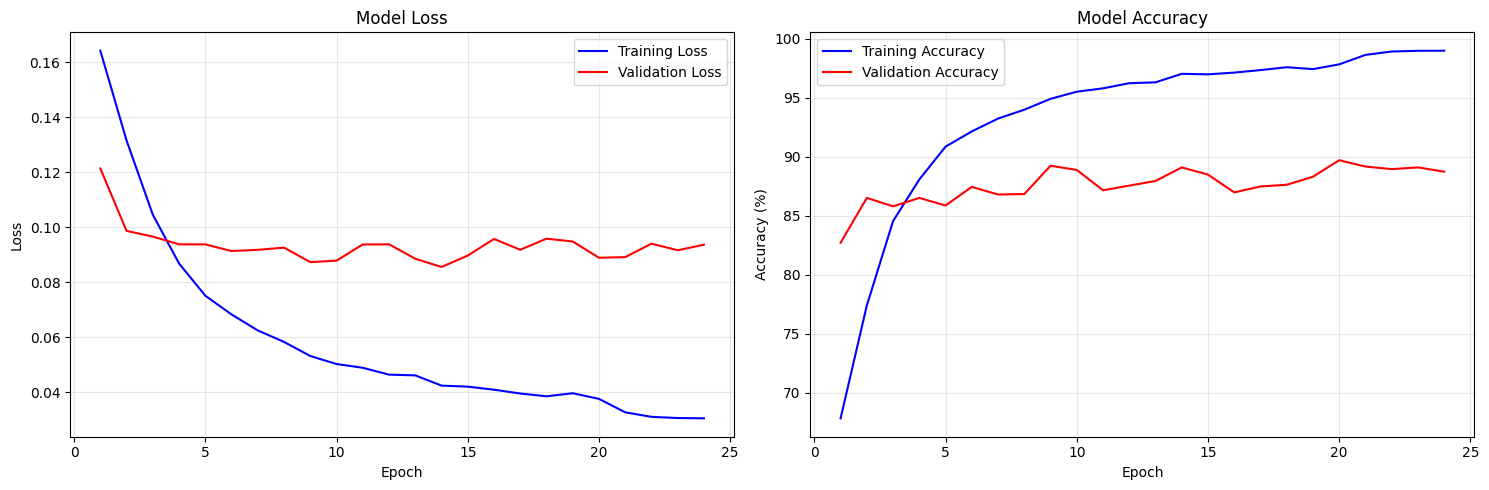 Model Loss
Training Loss
Validation Loss
0.16
0.14
0.12
0.10
0.08
0.06
0.04
Loss
0
5
10
15
20
25
Epoch
Model Accuracy
Training Accuracy
Validation Accuracy
100
95
90
85
80
75
70
Accuracy (%)
0
5
10
15
20
25
Epoch